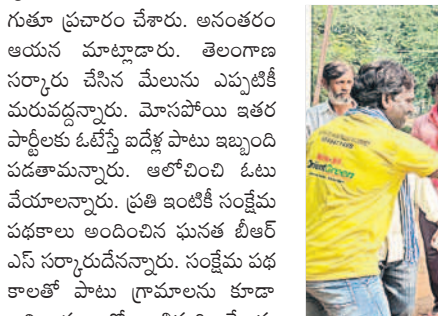 గుతూ ప్రచారం చేశారు. అనంతరం
ఆయన మాట్లాడారు. తెలంగాణ
సర్కారు చేసిన మేలును ఎప్పటికీ
మరువద్దన్నారు. మోసపోయి ఇతర
పార్టీలకు ఓటేస్తే ఐదేళ్ల పాటు ఇబ్బంది
పడతామన్నారు. ఆలోచించి ఓటు
వేయాలన్నారు. ప్రతి ఇంటికీ సంక్షేమ
పథకాలు అందించిన ఘనత బీఆర్
ఎస్ సర్కారుదేనన్నారు. సంక్షేమ పథ
కాలతో పాటు గ్రామాలను కూడా
OrientGreen